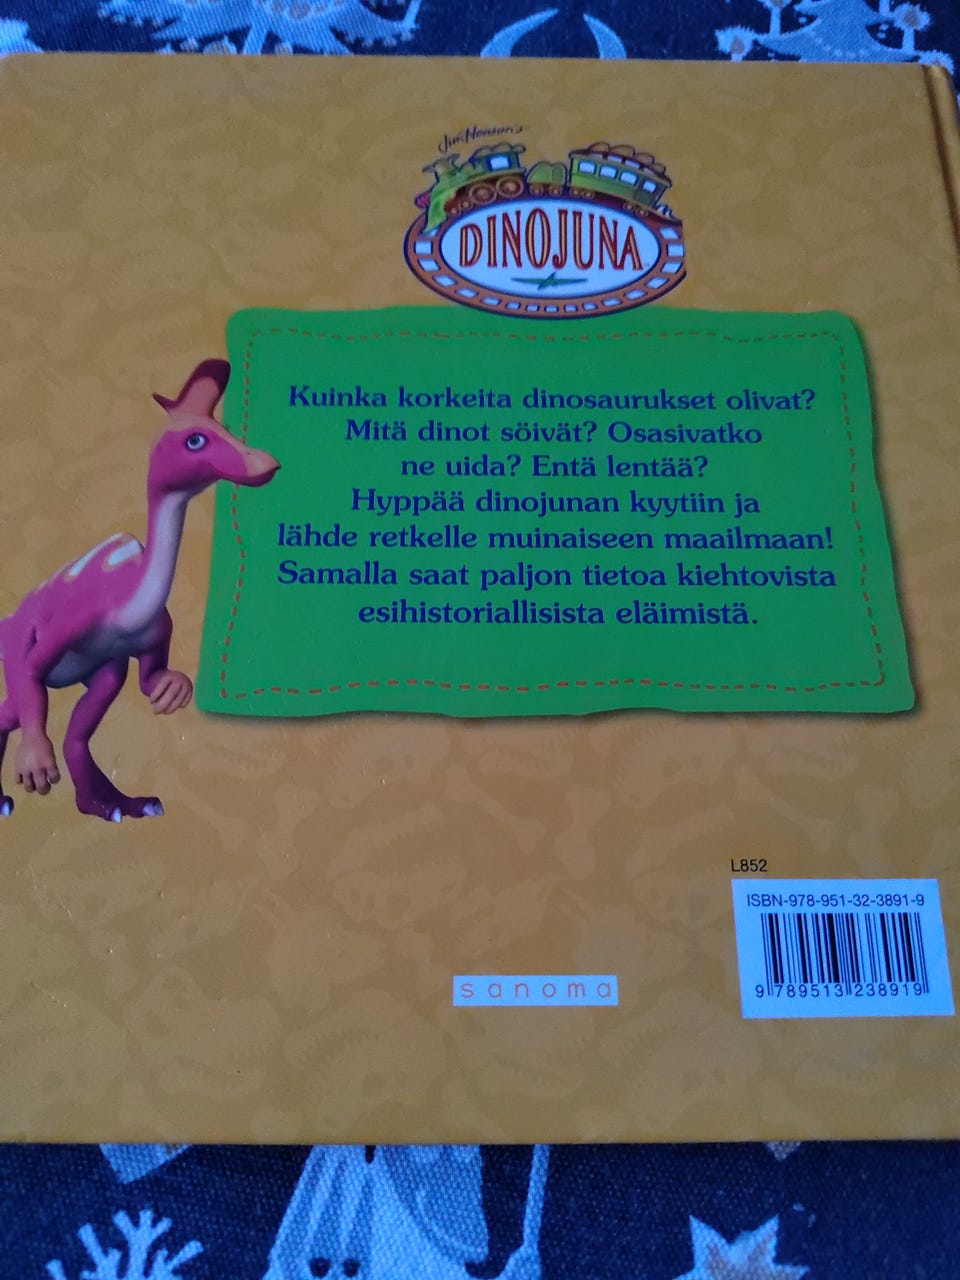 Jim Henson's
DINOJUNA
Kuinka korkeita dinosaurukset olivat?
Mitä dinot söivät? Osasivatko
ne uida? Entä lentää?
Hyppää dinojunan kyytiin ja
lähde retkelle muinaiseen maailmaan!
Samalla saat paljon tietoa kiehtovista
esihistoriallisista eläimistä.
L852
ISBN-978-951-32-3891-9
9 789513 238919
sanoma